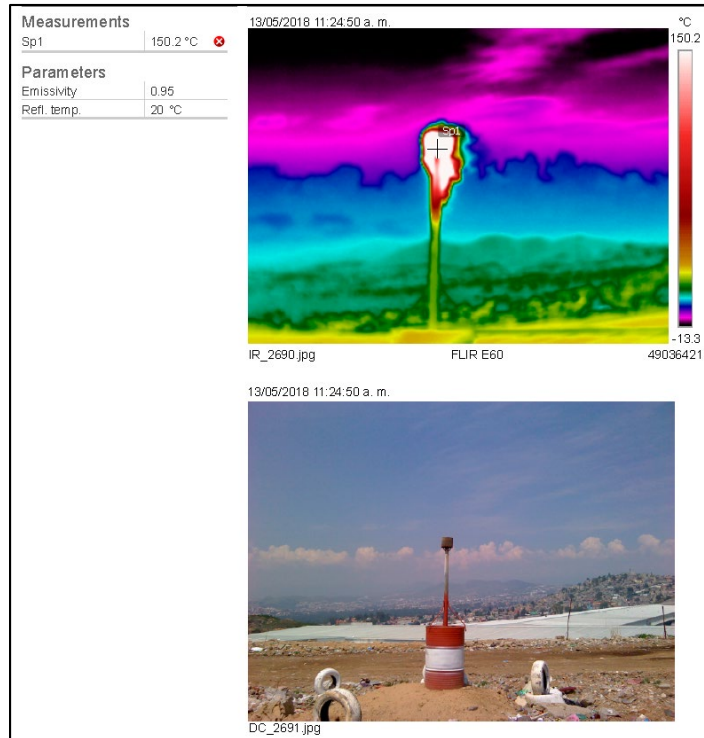 Measurements
Sp1 150.2 °C
Parameters
Emissivity 0.95
Refl. temp. 20 °C
13/05/2018 11:24:50 a. m.
°C
150.2
Sp1
-13.3
IR_2690.jpg FLIR E60 49036421
13/05/2018 11:24:50 a. m.
DC_2691.jpg